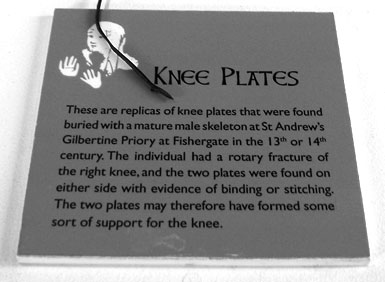 Knee Plates
These are replicas of knee plates that were found
buried with a mature male skeleton at St Andrew's
Gilbertine Priory at Fishergate in the 13th or 14th
century. The individual had a rotary fracture of
the right knee, and the two plates were found on
either side with evidence of binding or stitching.
The two plates may therefore have formed some
sort of support for the knee.